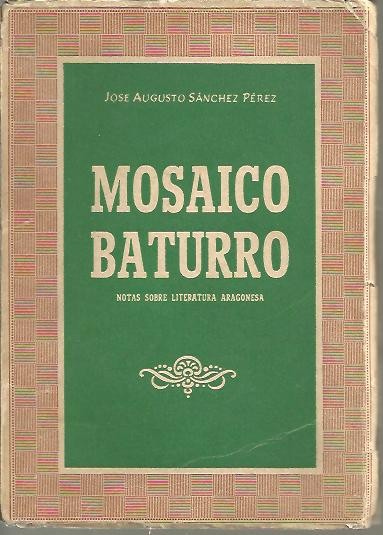 JOSE AUGUSTO SÁNCHEZ PÉREZ
MOSAICO
BATURRO
NOTAS SOBRE LITERATURA ARAGONESA